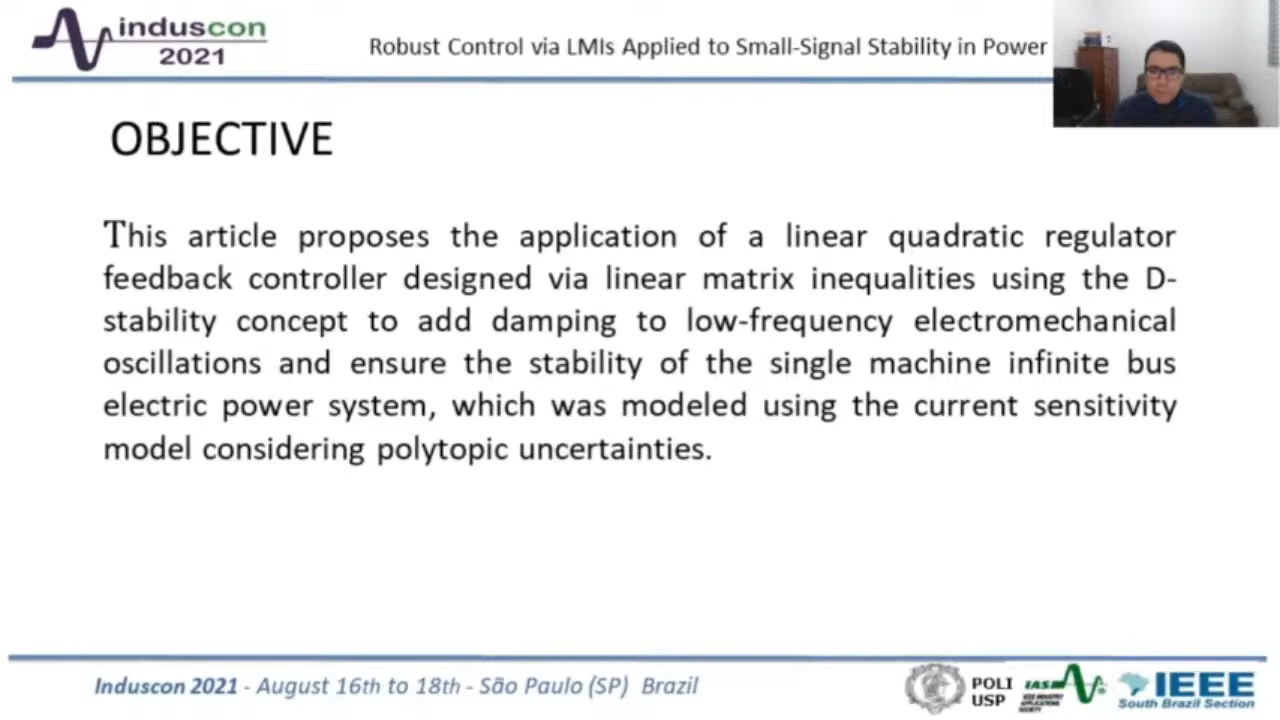 induscon
2021
Robust Control via LMIs Applied to Small-Signal Stability in Power
OBJECTIVE
This article proposes the application of a linear quadratic regulator
feedback controller designed via linear matrix inequalities using the D-
stability concept to add damping to low-frequency electromechanical
oscillations and ensure the stability of the single machine infinite bus
electric power system, which was modeled using the current sensitivity
model considering polytopic uncertainties.
Induscon 2021 - August 16th to 18th - São Paulo (SP) Brazil
POLI
USP
IAS
IEEE INDUSTRY
APPLICATIONS
SOCIETY
IEEE
South Brazil Section